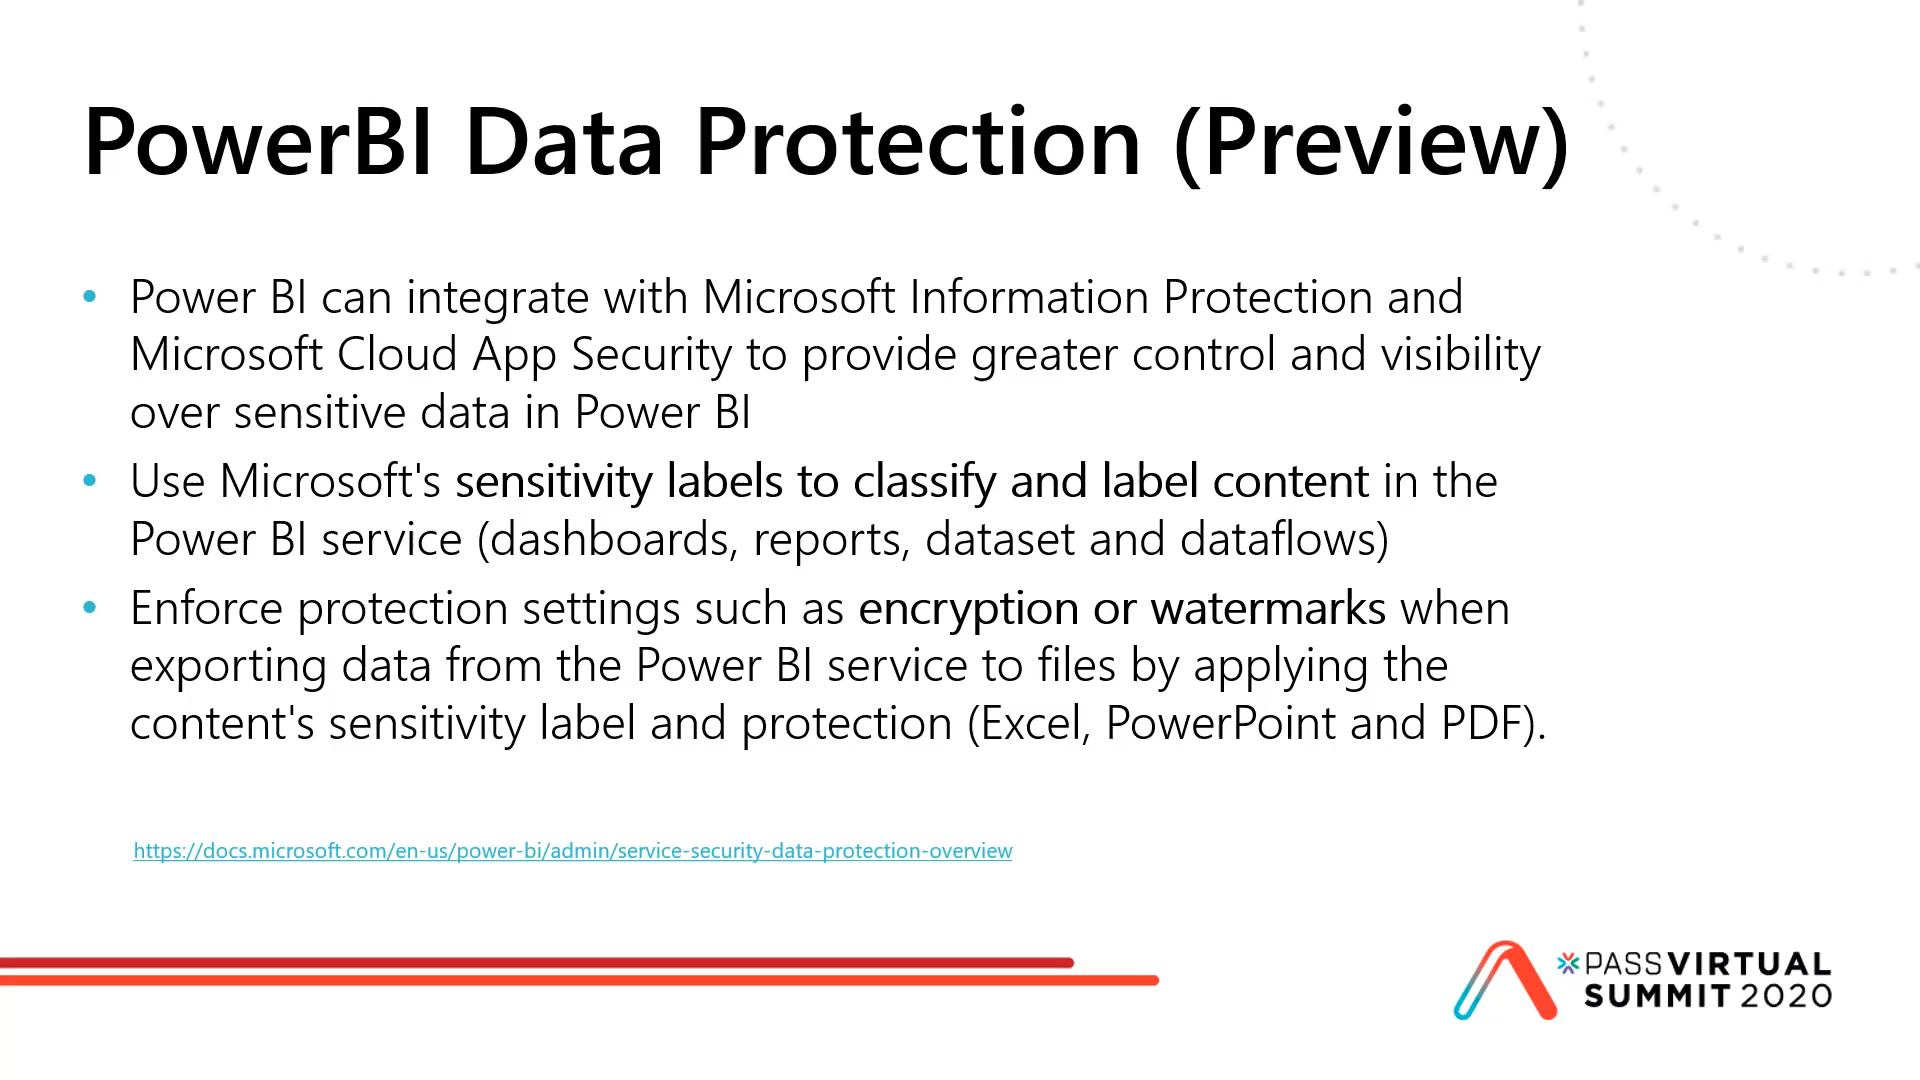 PowerBI Data Protection (Preview)
• Power BI can integrate with Microsoft Information Protection and
Microsoft Cloud App Security to provide greater control and visibility
over sensitive data in Power BI
• Use Microsoft's sensitivity labels to classify and label content in the
Power BI service (dashboards, reports, dataset and dataflows)
• Enforce protection settings such as encryption or watermarks when
exporting data from the Power BI service to files by applying the
content's sensitivity label and protection (Excel, PowerPoint and PDF).
https://docs.microsoft.com/en-us/power-bi/admin/service-security-data-protection-overview
PASS VIRTUAL
SUMMIT 2020